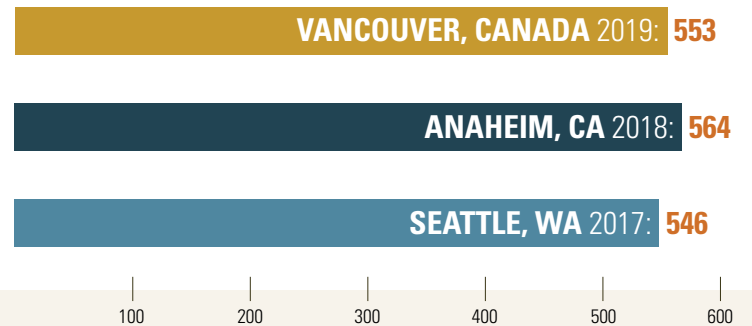 VANCOUVER, CANADA 2019: 553
ANAHEIM, CA 2018: 564
SEATTLE, WA 2017: 546
100 200 300 400 500 600